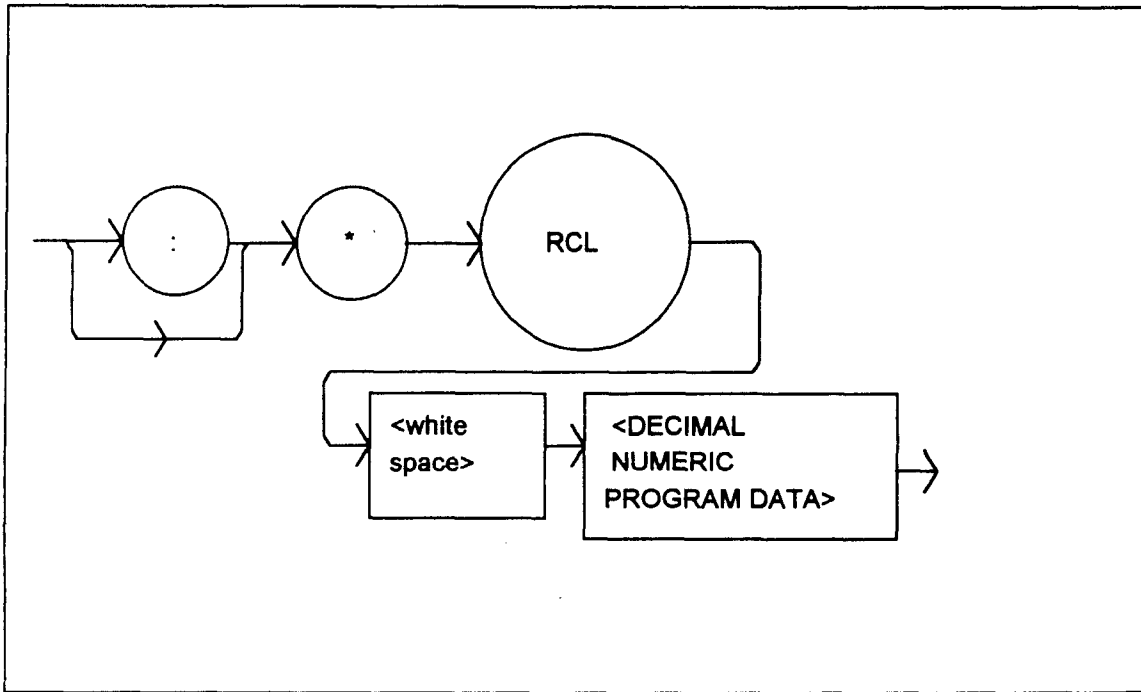 :
*
RCL
<white
space>
<DECIMAL
NUMERIC
PROGRAM DATA>